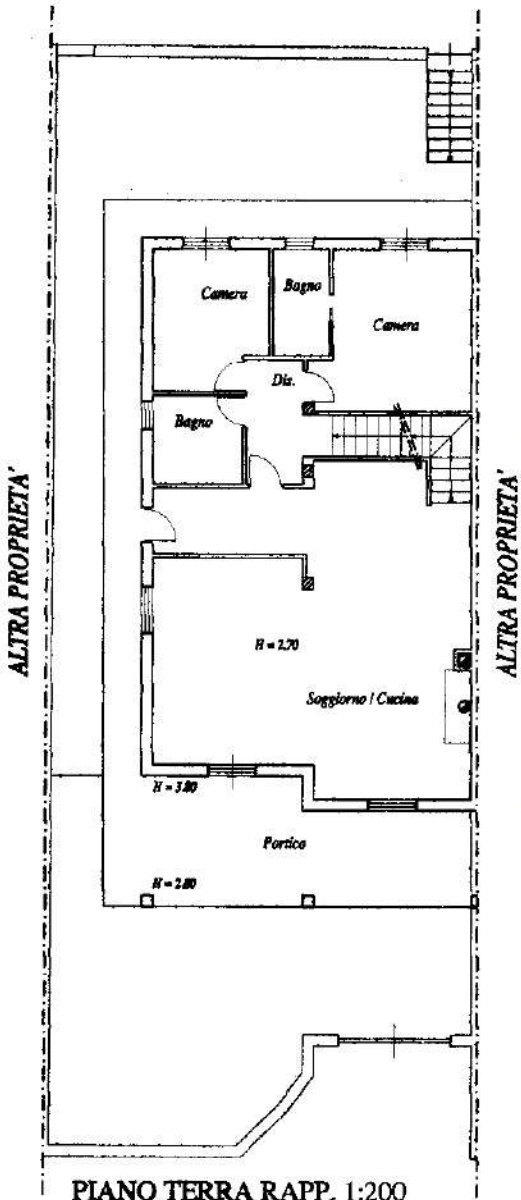 Camera
Bagno
Camera
Dis.
Bagno
ALTRA PROPRIETA'
ALTRA PROPRIETA'
H = 2.70
Soggiorno / Cucina
H = 3.80
Portico
H = 2.80
PIANO TERRA RAPP. 1:200